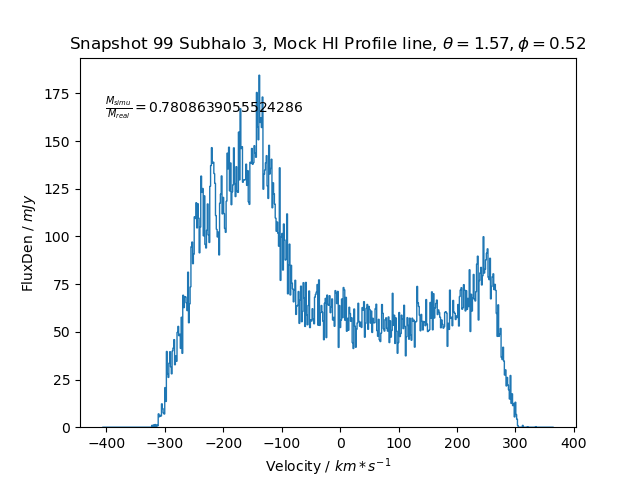 Snapshot 99 Subhalo 3, Mock HI Profile line, θ = 1.57, ϕ = 0.52
M_simu/M_real = 0.7808639055524286
FluxDen / mJy
175
150
125
100
75
50
25
0
−400 −300 −200 −100 0 100 200 300 400
Velocity / km * s⁻¹